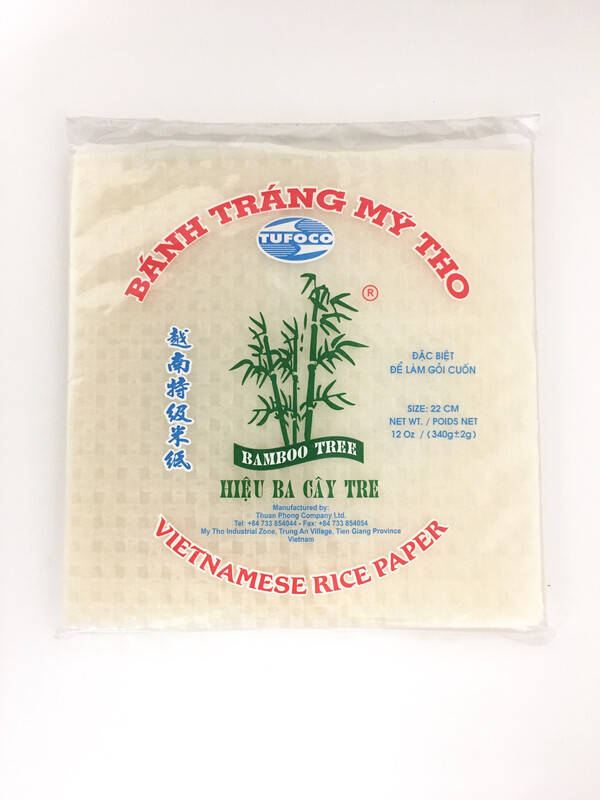 BÁNH TRÁNG MỸ THO
TUFOCO
®
越南特级米纸
ĐẶC BIỆT
ĐỂ LÀM GỎI CUỐN
SIZE: 22 CM
NET WT. / POIDS NET
12 Oz / (340g±2g)
BAMBOO TREE
HIỆU BA CÂY TRE
Manufactured by:
Thuan Phong Company Ltd.
Tel: +84 733 854044 - Fax: +84 733 854054
My Tho Industrial Zone, Trung An Village, Tien Giang Province
Vietnam
VIETNAMESE RICE PAPER